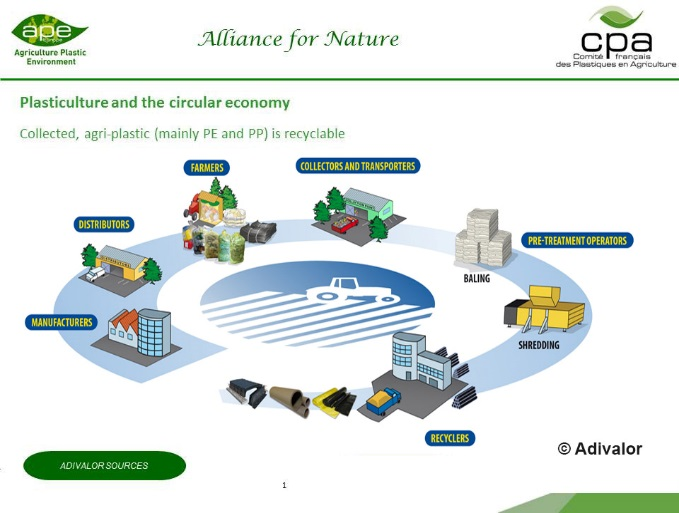 ape
Agriculture Plastic
Environment
Alliance for Nature
cpa
Comité français
des Plastiques en Agriculture
Plasticulture and the circular economy
Collected, agri-plastic (mainly PE and PP) is recyclable
FARMERS
COLLECTORS AND TRANSPORTERS
DISTRIBUTORS
PRE-TREATMENT OPERATORS
BALING
MANUFACTURERS
SHREDDING
RECYCLERS
© Adivalor
ADIVALOR SOURCES
1